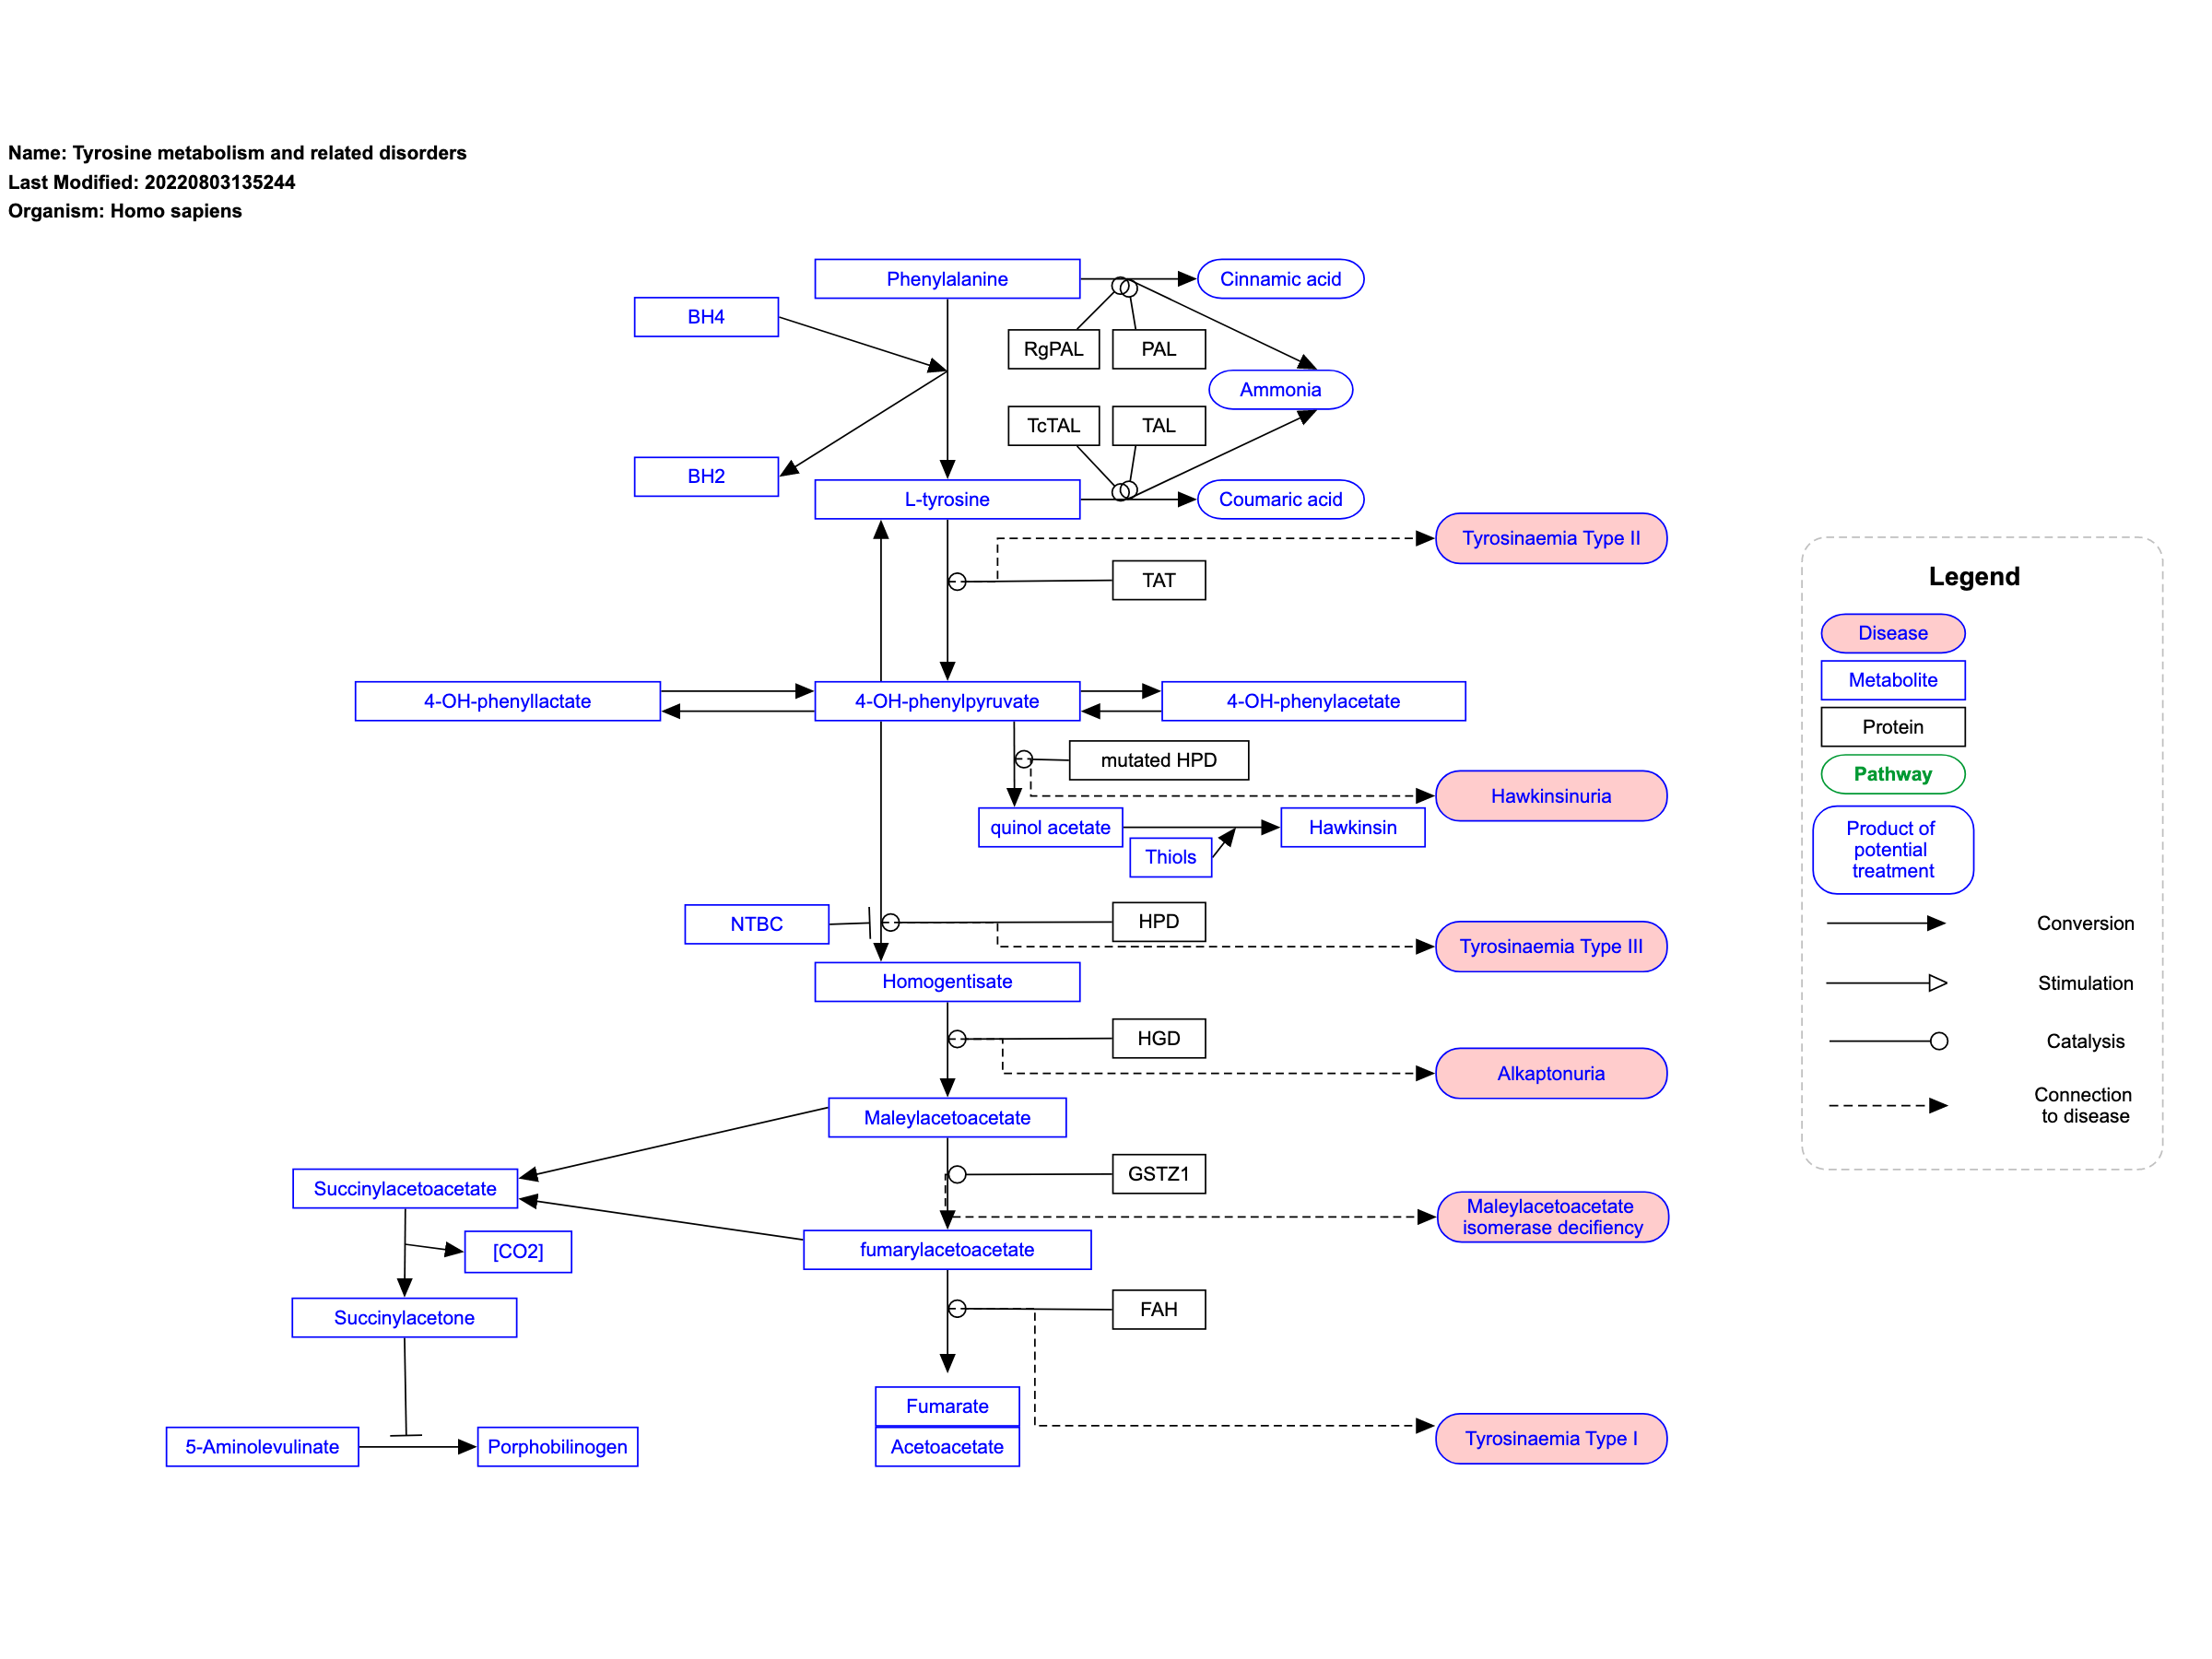 Name: Tyrosine metabolism and related disorders
Last Modified: 20220803135244
Organism: Homo sapiens
Phenylalanine
Cinnamic acid
BH4
RgPAL
PAL
Ammonia
TcTAL
TAL
BH2
L-tyrosine
Coumaric acid
Tyrosinaemia Type II
TAT
4-OH-phenyllactate
4-OH-phenylpyruvate
4-OH-phenylacetate
mutated HPD
Hawkinsinuria
quinol acetate
Hawkinsin
Thiols
NTBC
HPD
Tyrosinaemia Type III
Homogentisate
HGD
Alkaptonuria
Maleylacetoacetate
Succinylacetoacetate
GSTZ1
Maleylacetoacetate
isomerase decifiency
[CO2]
fumarylacetoacetate
Succinylacetone
FAH
Fumarate
Acetoacetate
5-Aminolevulinate
Porphobilinogen
Tyrosinaemia Type I
Legend
Disease
Metabolite
Protein
Pathway
Product of
potential
treatment
Conversion
Stimulation
Catalysis
Connection
to disease